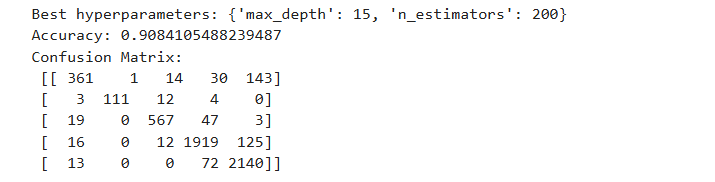 Best hyperparameters: {'max_depth': 15, 'n_estimators': 200}
Accuracy: 0.9084105488239487
Confusion Matrix:
[[ 361 1 14 30 143]
[ 3 111 12 4 0]
[ 19 0 567 47 3]
[ 16 0 12 1919 125]
[ 13 0 0 72 2140]]